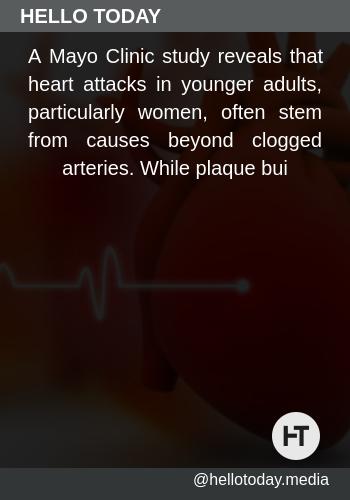 HELLO TODAY
A Mayo Clinic study reveals that
heart attacks in younger adults,
particularly women, often stem
from causes beyond clogged
arteries. While plaque bui
HT
@hellotoday.media